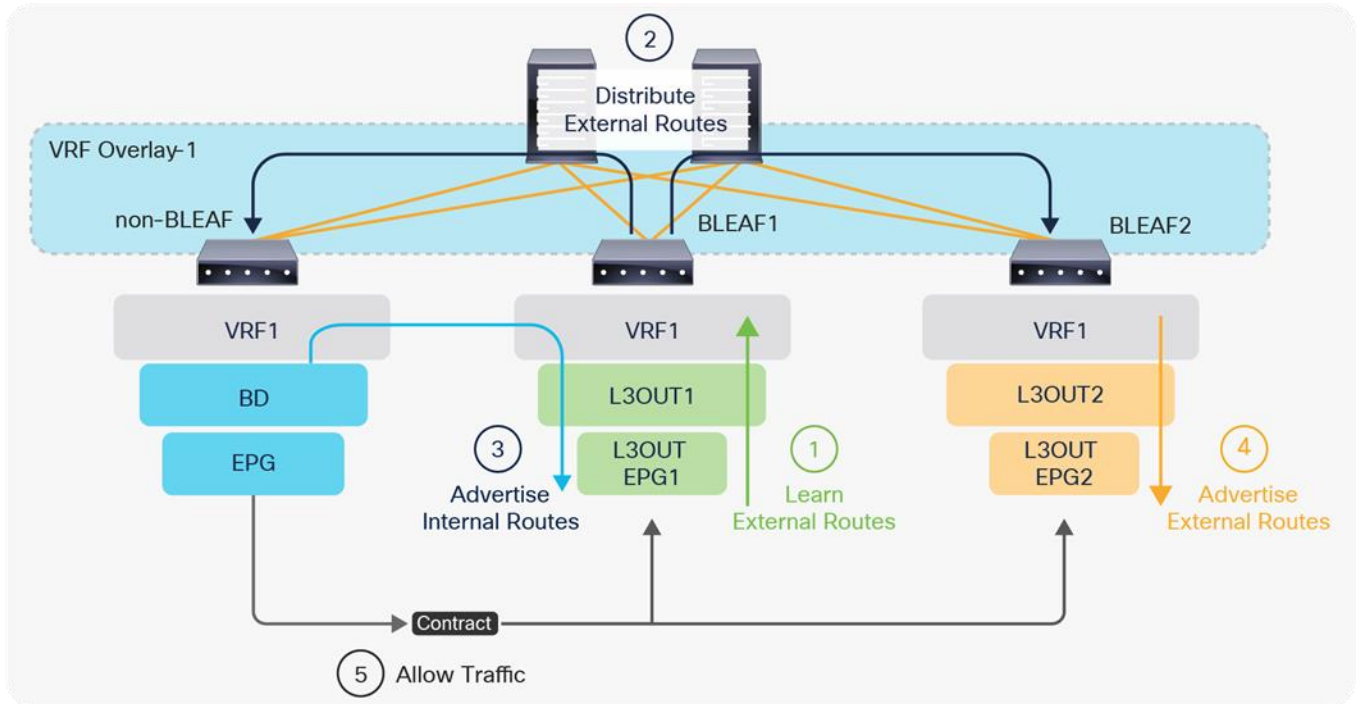 2
Distribute
External Routes
VRF Overlay-1
non-BLEAF
BLEAF1
BLEAF2
VRF1
VRF1
VRF1
BD
L3OUT1
L3OUT2
EPG
3
Advertise
Internal Routes
L3OUT
EPG1
1
Learn
External Routes
L3OUT
EPG2
4
Advertise
External Routes
Contract
5 Allow Traffic